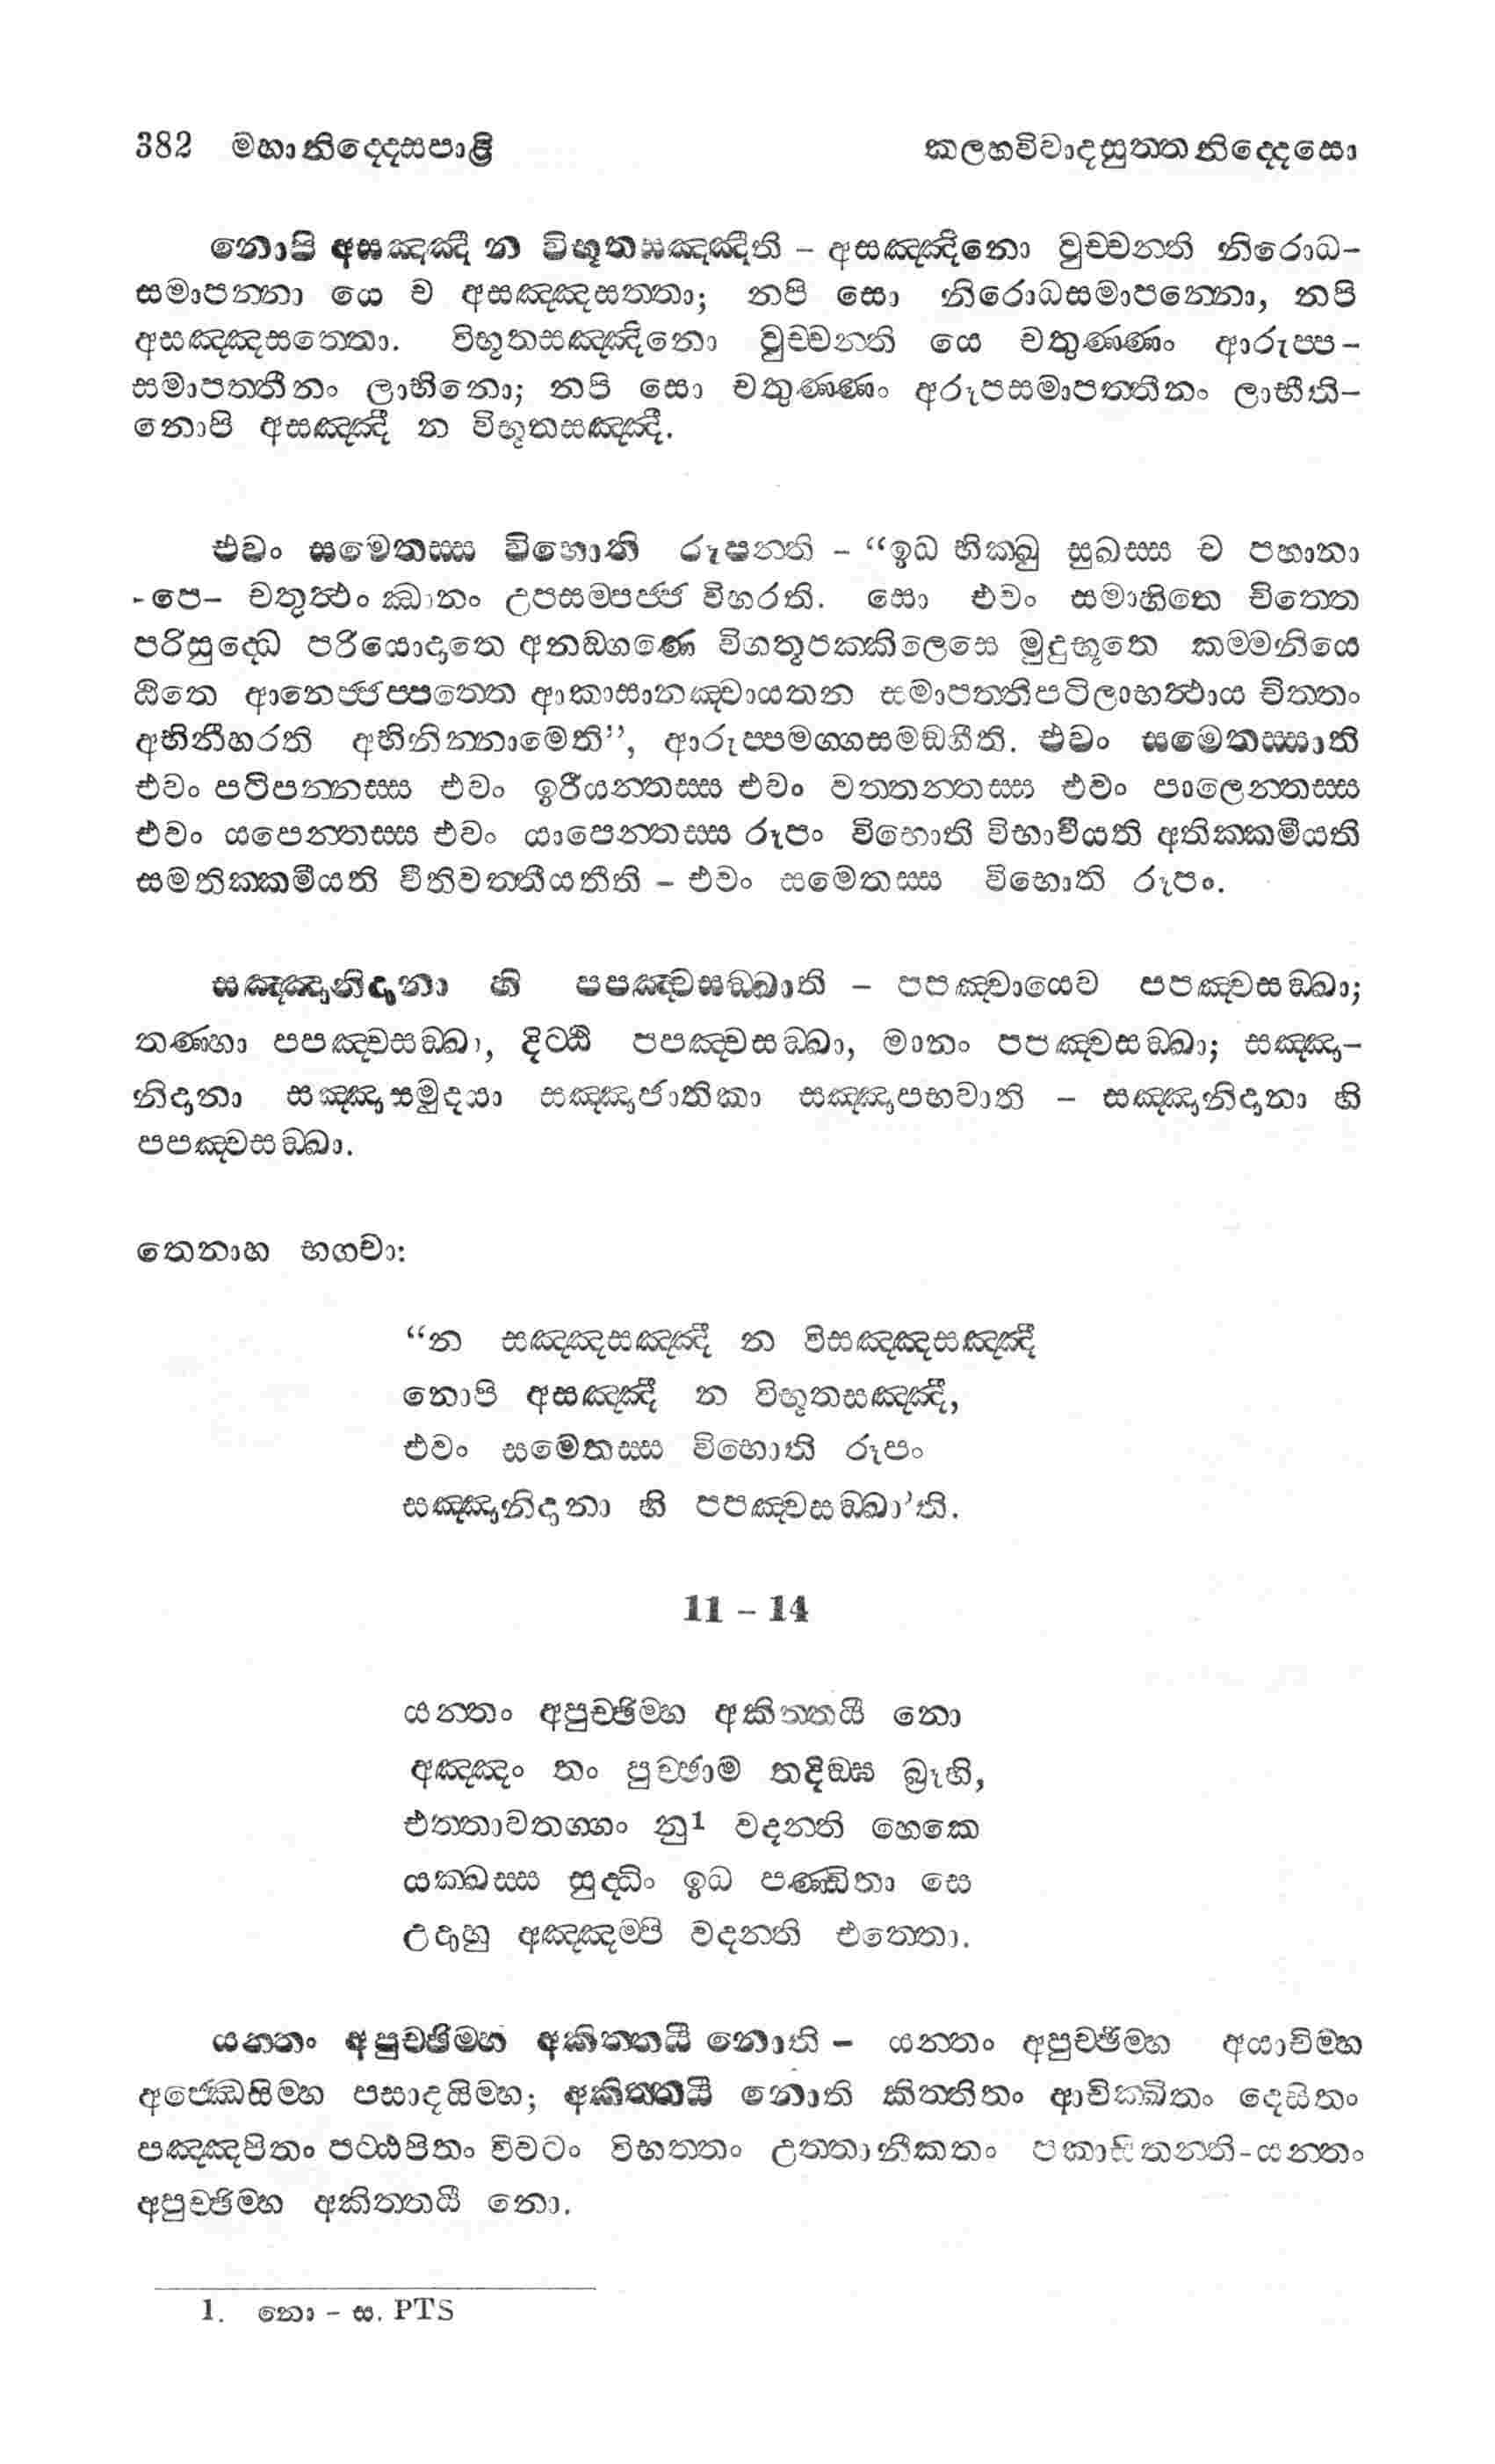 382 මහානිද්දෙසපාළි කලහවිවාදසුත්තනිද්දෙසො
නොපි අසඤ්ඤී න විභූතසඤ්ඤීති – අසඤ්ඤිනො වුච්චන්ති නිරොධ-
සමාපන්නා යෙ ච අසඤ්ඤසත්තා; නපි සො නිරොධසමාපන්නො, නපි
අසඤ්ඤසත්තො. විභූතසඤ්ඤිනො වුච්චන්ති යෙ චතුණ්ණං ආරුප්ප-
සමාපත්තීනං ලාභිනො; නපි සො චතුණ්ණං අරූපසමාපත්තීනං ලාභීති-
නොපි අසඤ්ඤී න විභූතසඤ්ඤී.
එවං සමෙතස්ස විභොති රූපන්ති – “ඉධ භික්ඛු සුඛස්ස ච පහානා
-පෙ- චතුත්ථං ඣානං උපසම්පජ්ජ විහරති. සො එවං සමාහිතෙ චිත්තෙ
පරිසුද්ධෙ පරියොදාතෙ අනඞ්ගණෙ විගතූපක්කිලෙසෙ මුදුභූතෙ කම්මනියෙ
ඨිතෙ ආනෙජ්ජප්පත්තෙ ආකාසානඤ්චායතන සමාපත්තිපටිලාභත්ථාය චිත්තං
අභිනීහරති අභිනින්නාමෙති”, ආරුප්පමග්ගසමඞ්ගීති. එවං සමෙතස්සාති
එවං පටිපන්නස්ස එවං ඉරීයන්තස්ස එවං වත්තන්තස්ස එවං පාලෙන්තස්ස
එවං යපෙන්තස්ස එවං යාපෙන්තස්ස රූපං විභොති විභාවීයති අතික්කමීයති
සමතික්කමීයති වීතිවත්තීයතීති – එවං සමෙතස්ස විභොති රූපං.
සඤ්ඤානිදානා හි පපඤ්චසඞ්ඛාති – පපඤ්චායෙව පපඤ්චසඞ්ඛා;
තණ්හා පපඤ්චසඞ්ඛා, දිට්ඨි පපඤ්චසඞ්ඛා, මානං පපඤ්චසඞ්ඛා; සඤ්ඤා-
නිදානා සඤ්ඤාසමුදයා සඤ්ඤාජාතිකා සඤ්ඤාපභවාති – සඤ්ඤානිදානා හි
පපඤ්චසඞ්ඛා.
තෙනාහ භගවා:
“න සඤ්ඤසඤ්ඤී න විසඤ්ඤසඤ්ඤී
නොපි අසඤ්ඤී න විභූතසඤ්ඤී,
එවං සමෙතස්ස විභොති රූපං
සඤ්ඤානිදානා හි පපඤ්චසඞ්ඛා’ති.
11 – 14
යන්තං අපුච්ඡිම්හ අකිත්තයී නො
අඤ්ඤං තං පුච්ඡාම තදිඞ්ඝ බ්‍රූහි,
එත්තාවතග්ගං නු1 වදන්ති හෙකෙ
යක්ඛස්ස සුද්ධිං ඉධ පණ්ඩිතා සෙ
උදාහු අඤ්ඤම්පි වදන්ති එත්තො.
යන්තං අපුච්ඡිම්හ අකිත්තයී නොති – යන්තං අපුච්ඡිම්හ අයාචිම්හ
අජ්ඣෙසිම්හ පසාදයිම්හ; අකිත්තයී නොති කිත්තිතං ආචික්ඛිතං දෙසිතං
පඤ්ඤපිතං පට්ඨපිතං විවටං විභත්තං උත්තානීකතං පකාසිතන්ති-යන්තං
අපුච්ඡිම්හ අකිත්තයී නො.
1. නො – ස. PTS